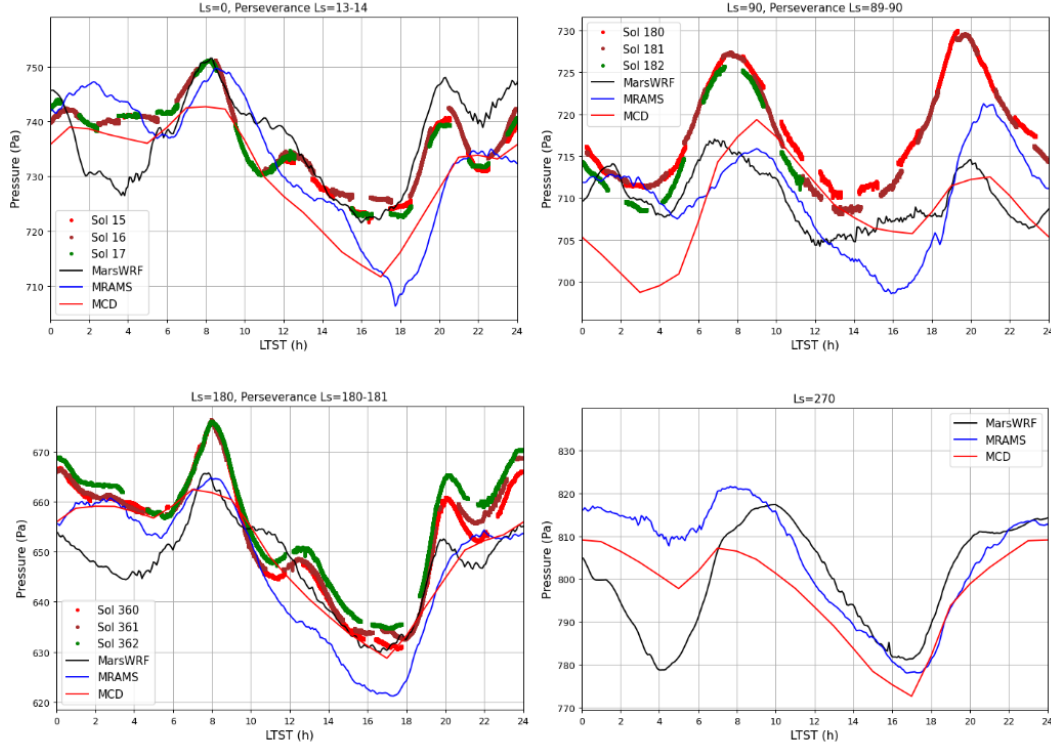 Ls=0, Perseverance Ls=13-14
Pressure (Pa)
750
740
730
720
710
Sol 15
Sol 16
Sol 17
MarsWRF
MRAMS
MCD
0 2 4 6 8 10 12 14 16 18 20 22 24
LTST (h)
Ls=90, Perseverance Ls=89-90
Pressure (Pa)
730
725
720
715
710
705
700
Sol 180
Sol 181
Sol 182
MarsWRF
MRAMS
MCD
0 2 4 6 8 10 12 14 16 18 20 22 24
LTST (h)
Ls=180, Perseverance Ls=180-181
Pressure (Pa)
670
660
650
640
630
620
Sol 360
Sol 361
Sol 362
MarsWRF
MRAMS
MCD
0 2 4 6 8 10 12 14 16 18 20 22 24
LTST (h)
Ls=270
Pressure (Pa)
830
820
810
800
790
780
770
MarsWRF
MRAMS
MCD
0 2 4 6 8 10 12 14 16 18 20 22 24
LTST (h)